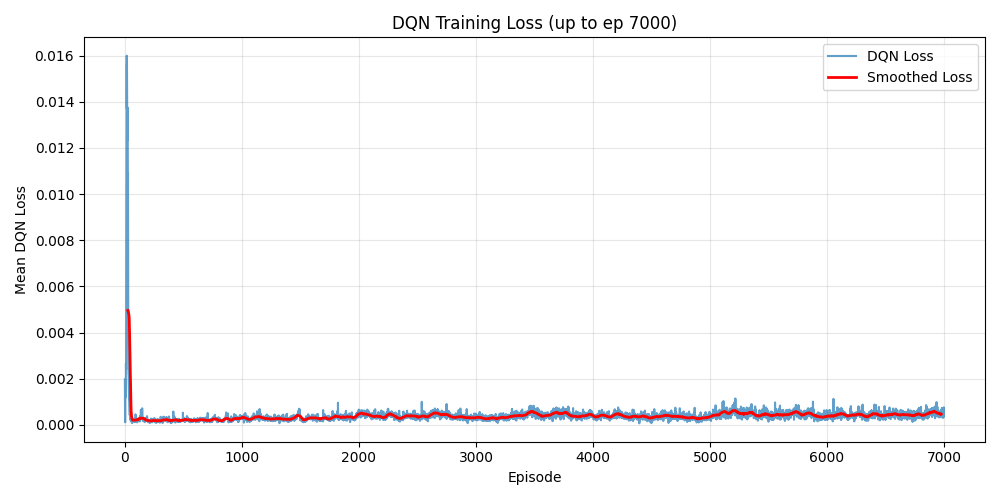 DQN Training Loss (up to ep 7000)
DQN Loss
Smoothed Loss
Mean DQN Loss
0.016
0.014
0.012
0.010
0.008
0.006
0.004
0.002
0.000
0 1000 2000 3000 4000 5000 6000 7000
Episode